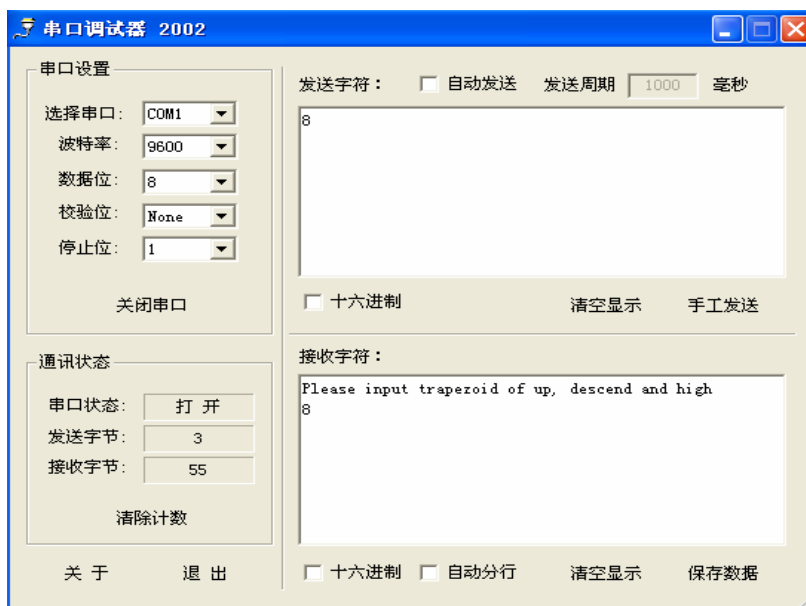 串口调试器 2002
串口设置
选择串口: COM1
波特率: 9600
数据位: 8
校验位: None
停止位: 1
关闭串口
通讯状态
串口状态: 打 开
发送字节: 3
接收字节: 55
清除计数
关 于 退 出
发送字符: 自动发送 发送周期 1000 毫秒
8
十六进制 清空显示 手工发送
接收字符:
Please input trapezoid of up, descend and high
8
十六进制 自动分行 清空显示 保存数据